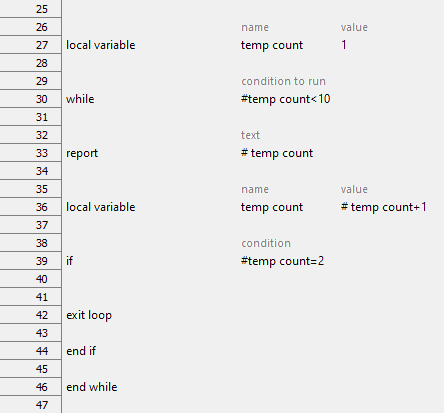 25
26 name value
27 local variable temp count 1
28
29 condition to run
30 while #temp count<10
31
32 text
33 report # temp count
34
35 name value
36 local variable temp count # temp count+1
37
38 condition
39 if #temp count=2
40
41
42 exit loop
43
44 end if
45
46 end while
47